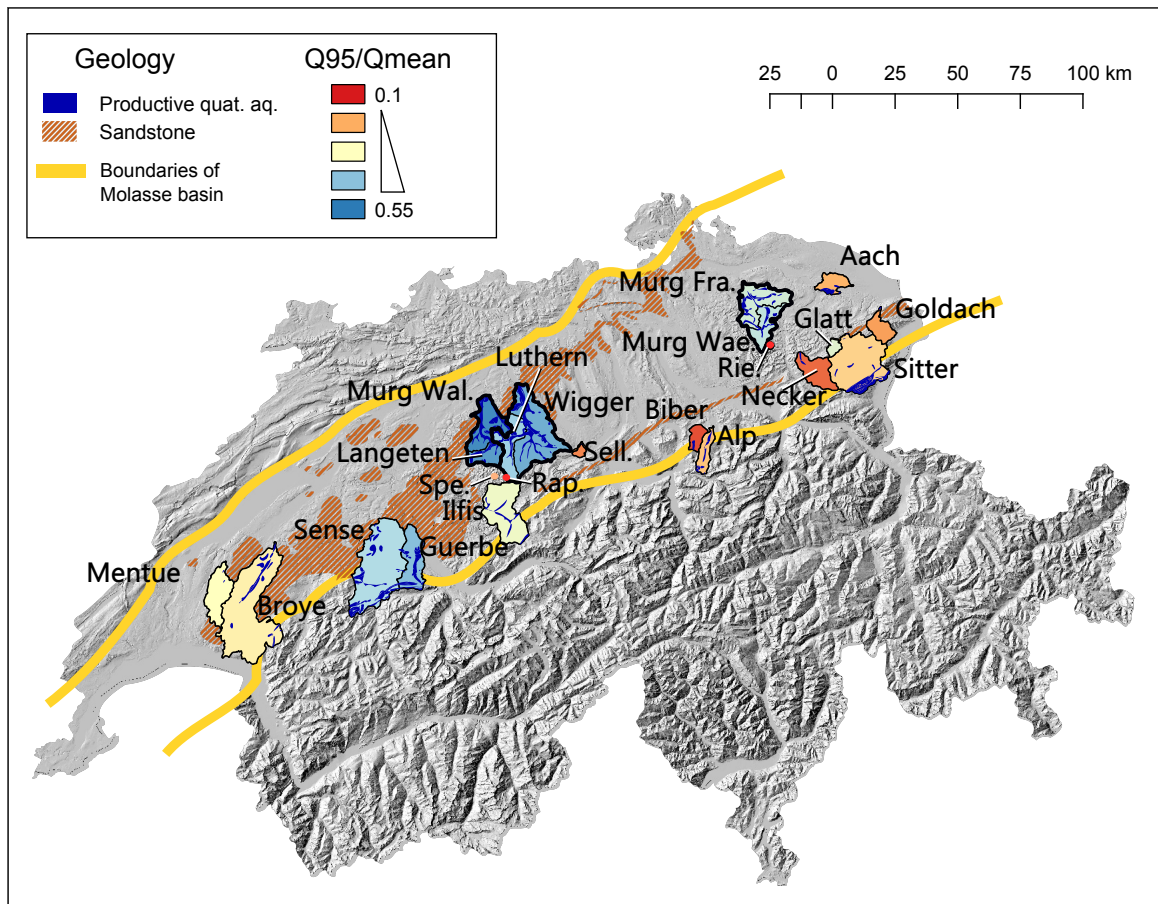 Geology
Q95/Qmean
Productive quat. aq.
Sandstone
Boundaries of
Molasse basin
0.1
0.55
25 0 25 50 75 100 km
Aach
Murg Fra.
Goldach
Glatt
Murg Wae.
Luthern
Rie.
Sitter
Murg Wal.
Necker
Wigger
Biber
Alp
Langeten
Sell.
Spe.
Rap.
Ilfis
Sense
Guerbe
Mentue
Broye